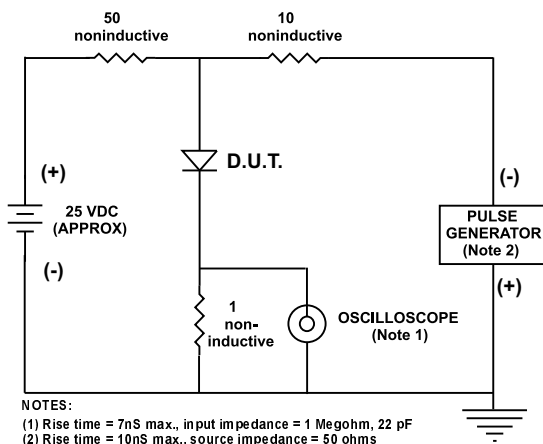 50
noninductive
10
noninductive
D.U.T.
(+)
25 VDC
(APPROX)
(-)
(-)
PULSE
GENERATOR
(Note 2)
(+)
1
non-
inductive
OSCILLOSCOPE
(Note 1)
NOTES:
(1) Rise time = 7nS max., input impedance = 1 Megohm, 22 pF
(2) Rise time = 10nS max., source impedance = 50 ohms